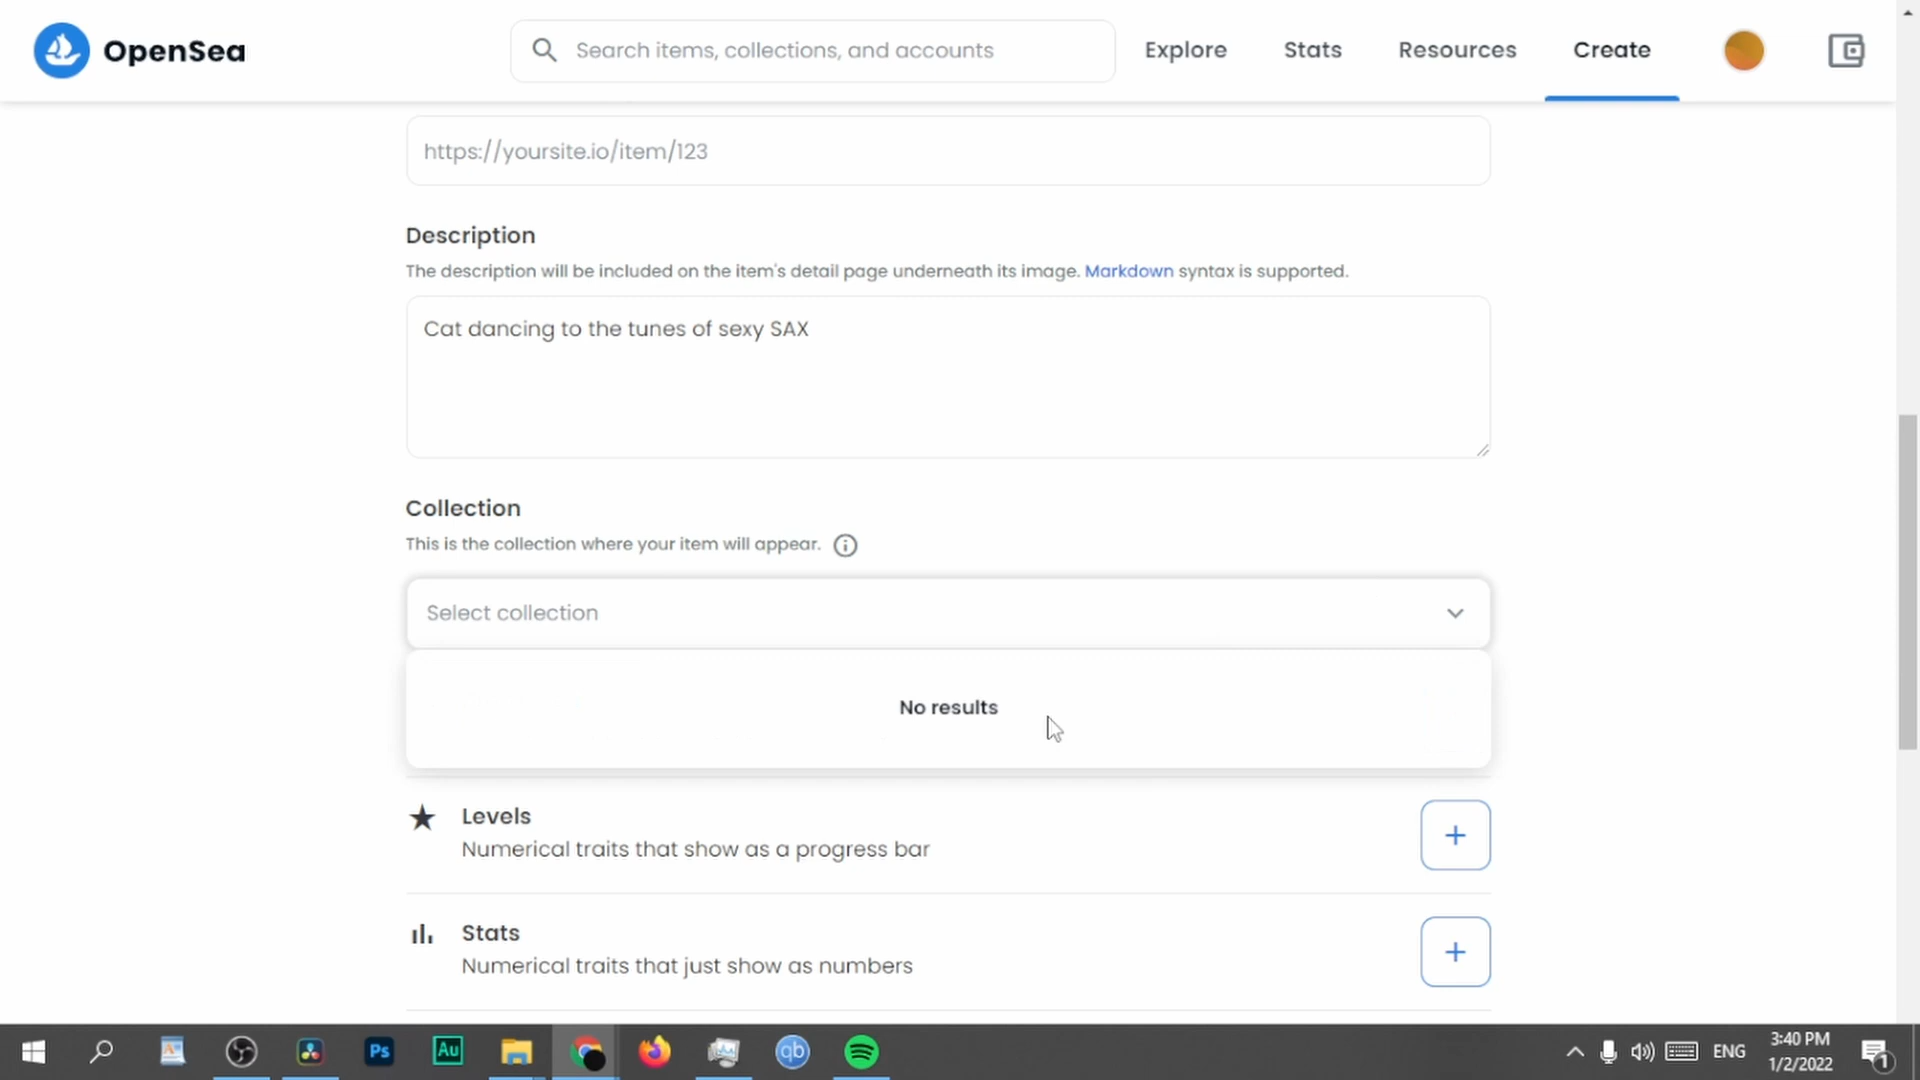 OpenSea
Search items, collections, and accounts
Explore
Stats
Resources
Create
https://yoursite.io/item/123
Description
The description will be included on the item's detail page underneath its image. Markdown syntax is supported.
Cat dancing to the tunes of sexy SAX
Collection
This is the collection where your item will appear.
Select collection
No results
Levels
Numerical traits that show as a progress bar
Stats
Numerical traits that just show as numbers
Ps
Au
qb
ENG
3:40 PM
1/2/2022
1